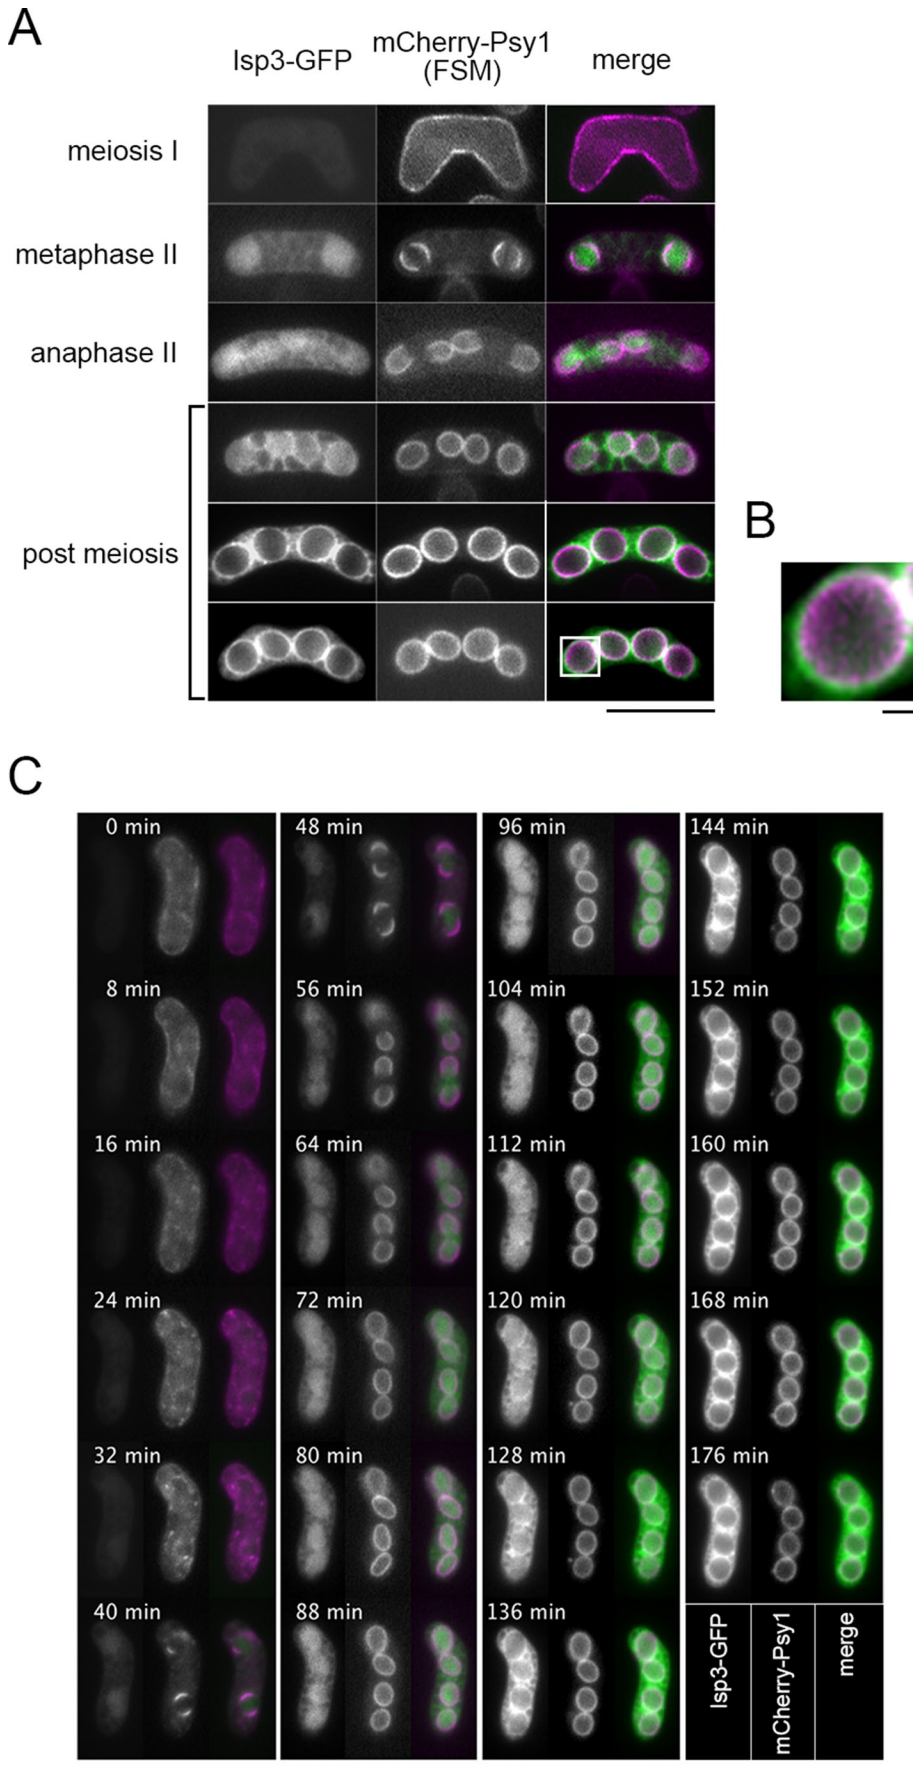 A
Isp3-GFP
mCherry-Psy1
(FSM)
merge
meiosis I
metaphase II
anaphase II
post meiosis
B
C
0 min
48 min
96 min
144 min
8 min
56 min
104 min
152 min
16 min
64 min
112 min
160 min
24 min
72 min
120 min
168 min
32 min
80 min
128 min
176 min
40 min
88 min
136 min
Isp3-GFP
mCherry-Psy1
merge